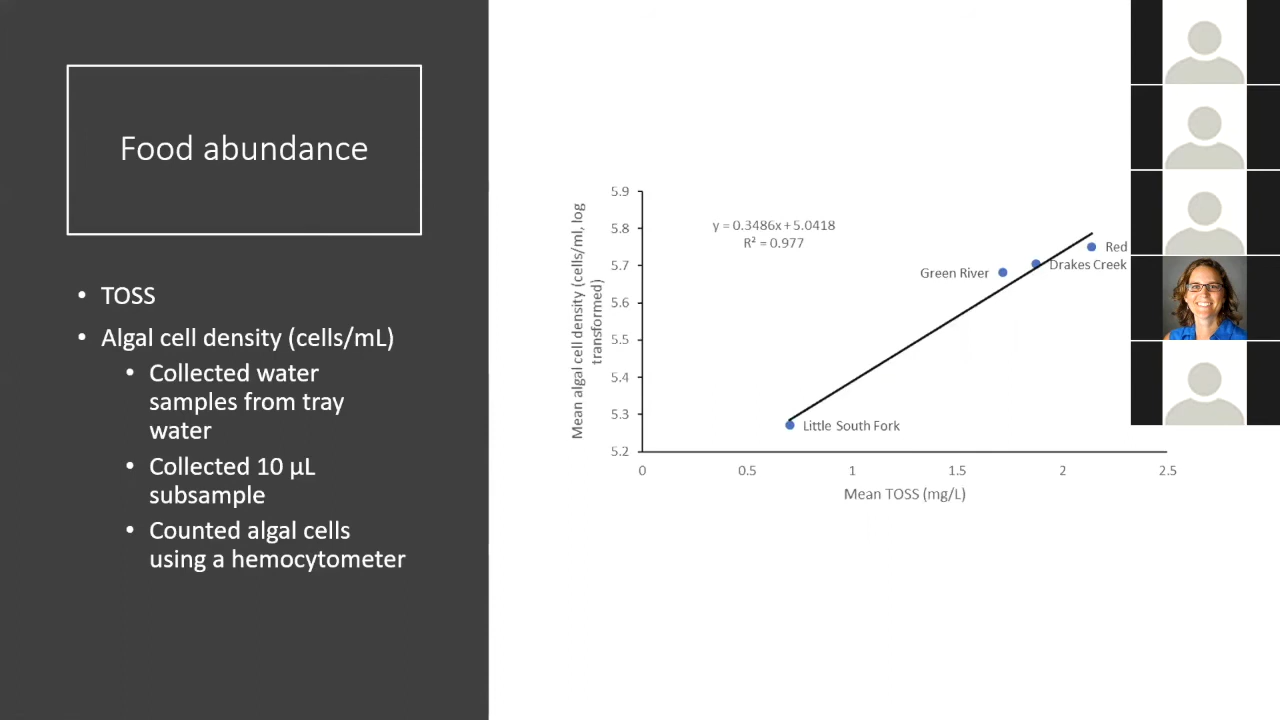 Food abundance
• TOSS
• Algal cell density (cells/mL)
• Collected water
samples from tray
water
• Collected 10 µL
subsample
• Counted algal cells
using a hemocytometer
Mean algal cell density (cells/ml, log
transformed)
5.9
5.8
5.7
5.6
5.5
5.4
5.3
5.2
y = 0.3486x + 5.0418
R² = 0.977
Red
Drakes Creek
Green River
Little South Fork
0 0.5 1 1.5 2 2.5
Mean TOSS (mg/L)